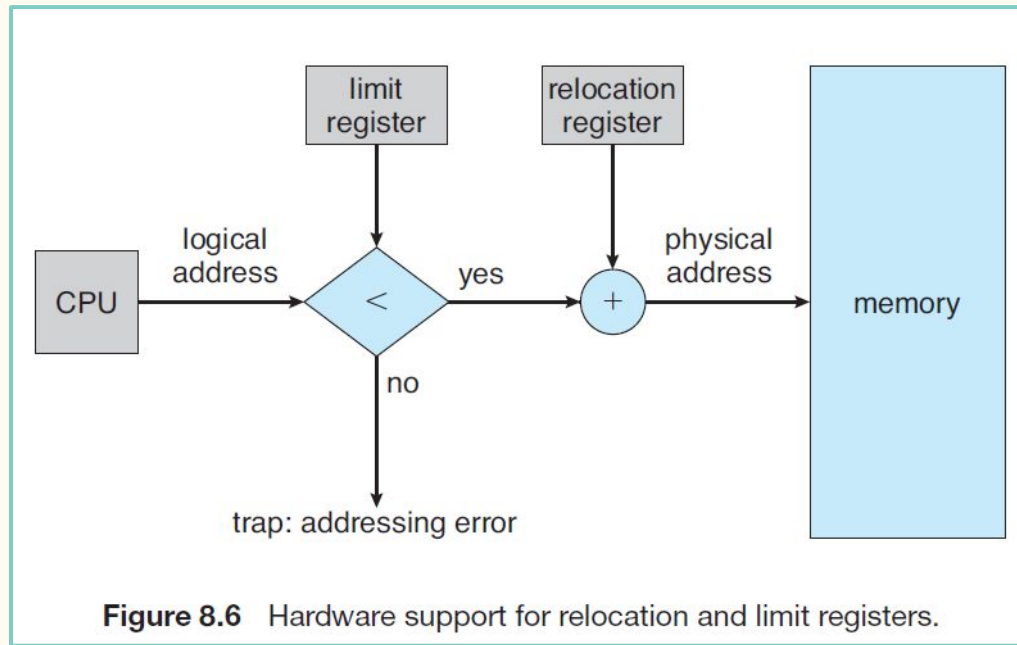 limit
register
relocation
register
logical
address
physical
address
CPU
<
yes
+
memory
no
trap: addressing error
Figure 8.6 Hardware support for relocation and limit registers.